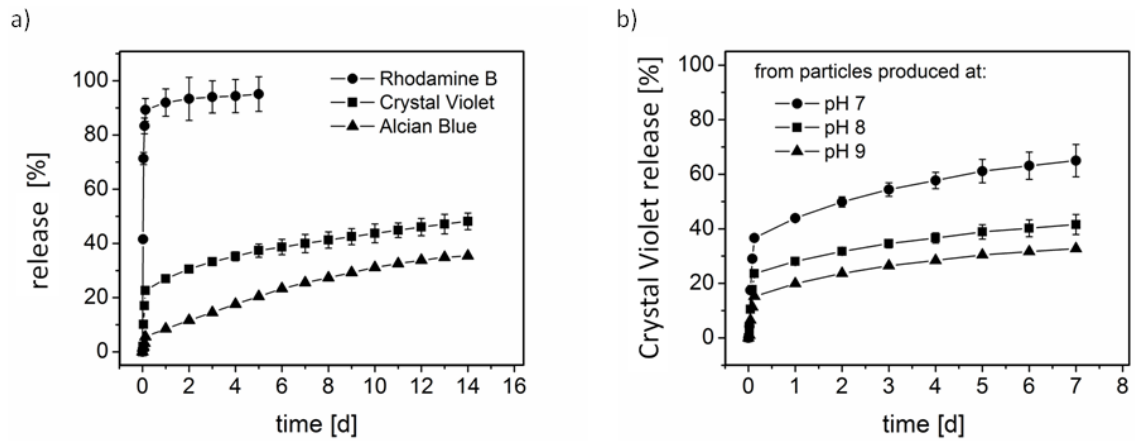 a)
release [%]
100
80
60
40
20
0
Rhodamine B
Crystal Violet
Alcian Blue
0 2 4 6 8 10 12 14 16
time [d]
b)
Crystal Violet release [%]
100
80
60
40
20
0
from particles produced at:
pH 7
pH 8
pH 9
0 1 2 3 4 5 6 7 8
time [d]